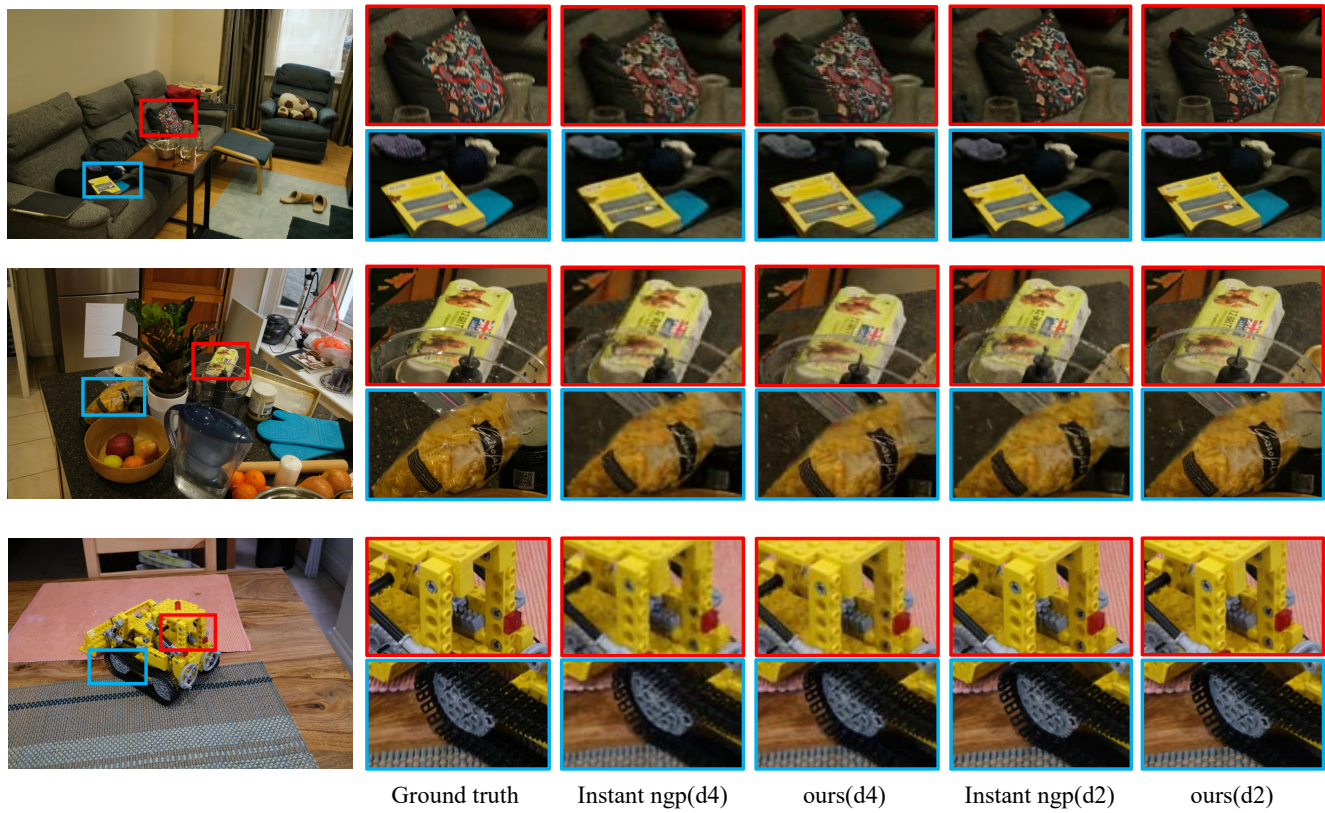 Ground truth
Instant ngp(d4)
ours(d4)
Instant ngp(d2)
ours(d2)